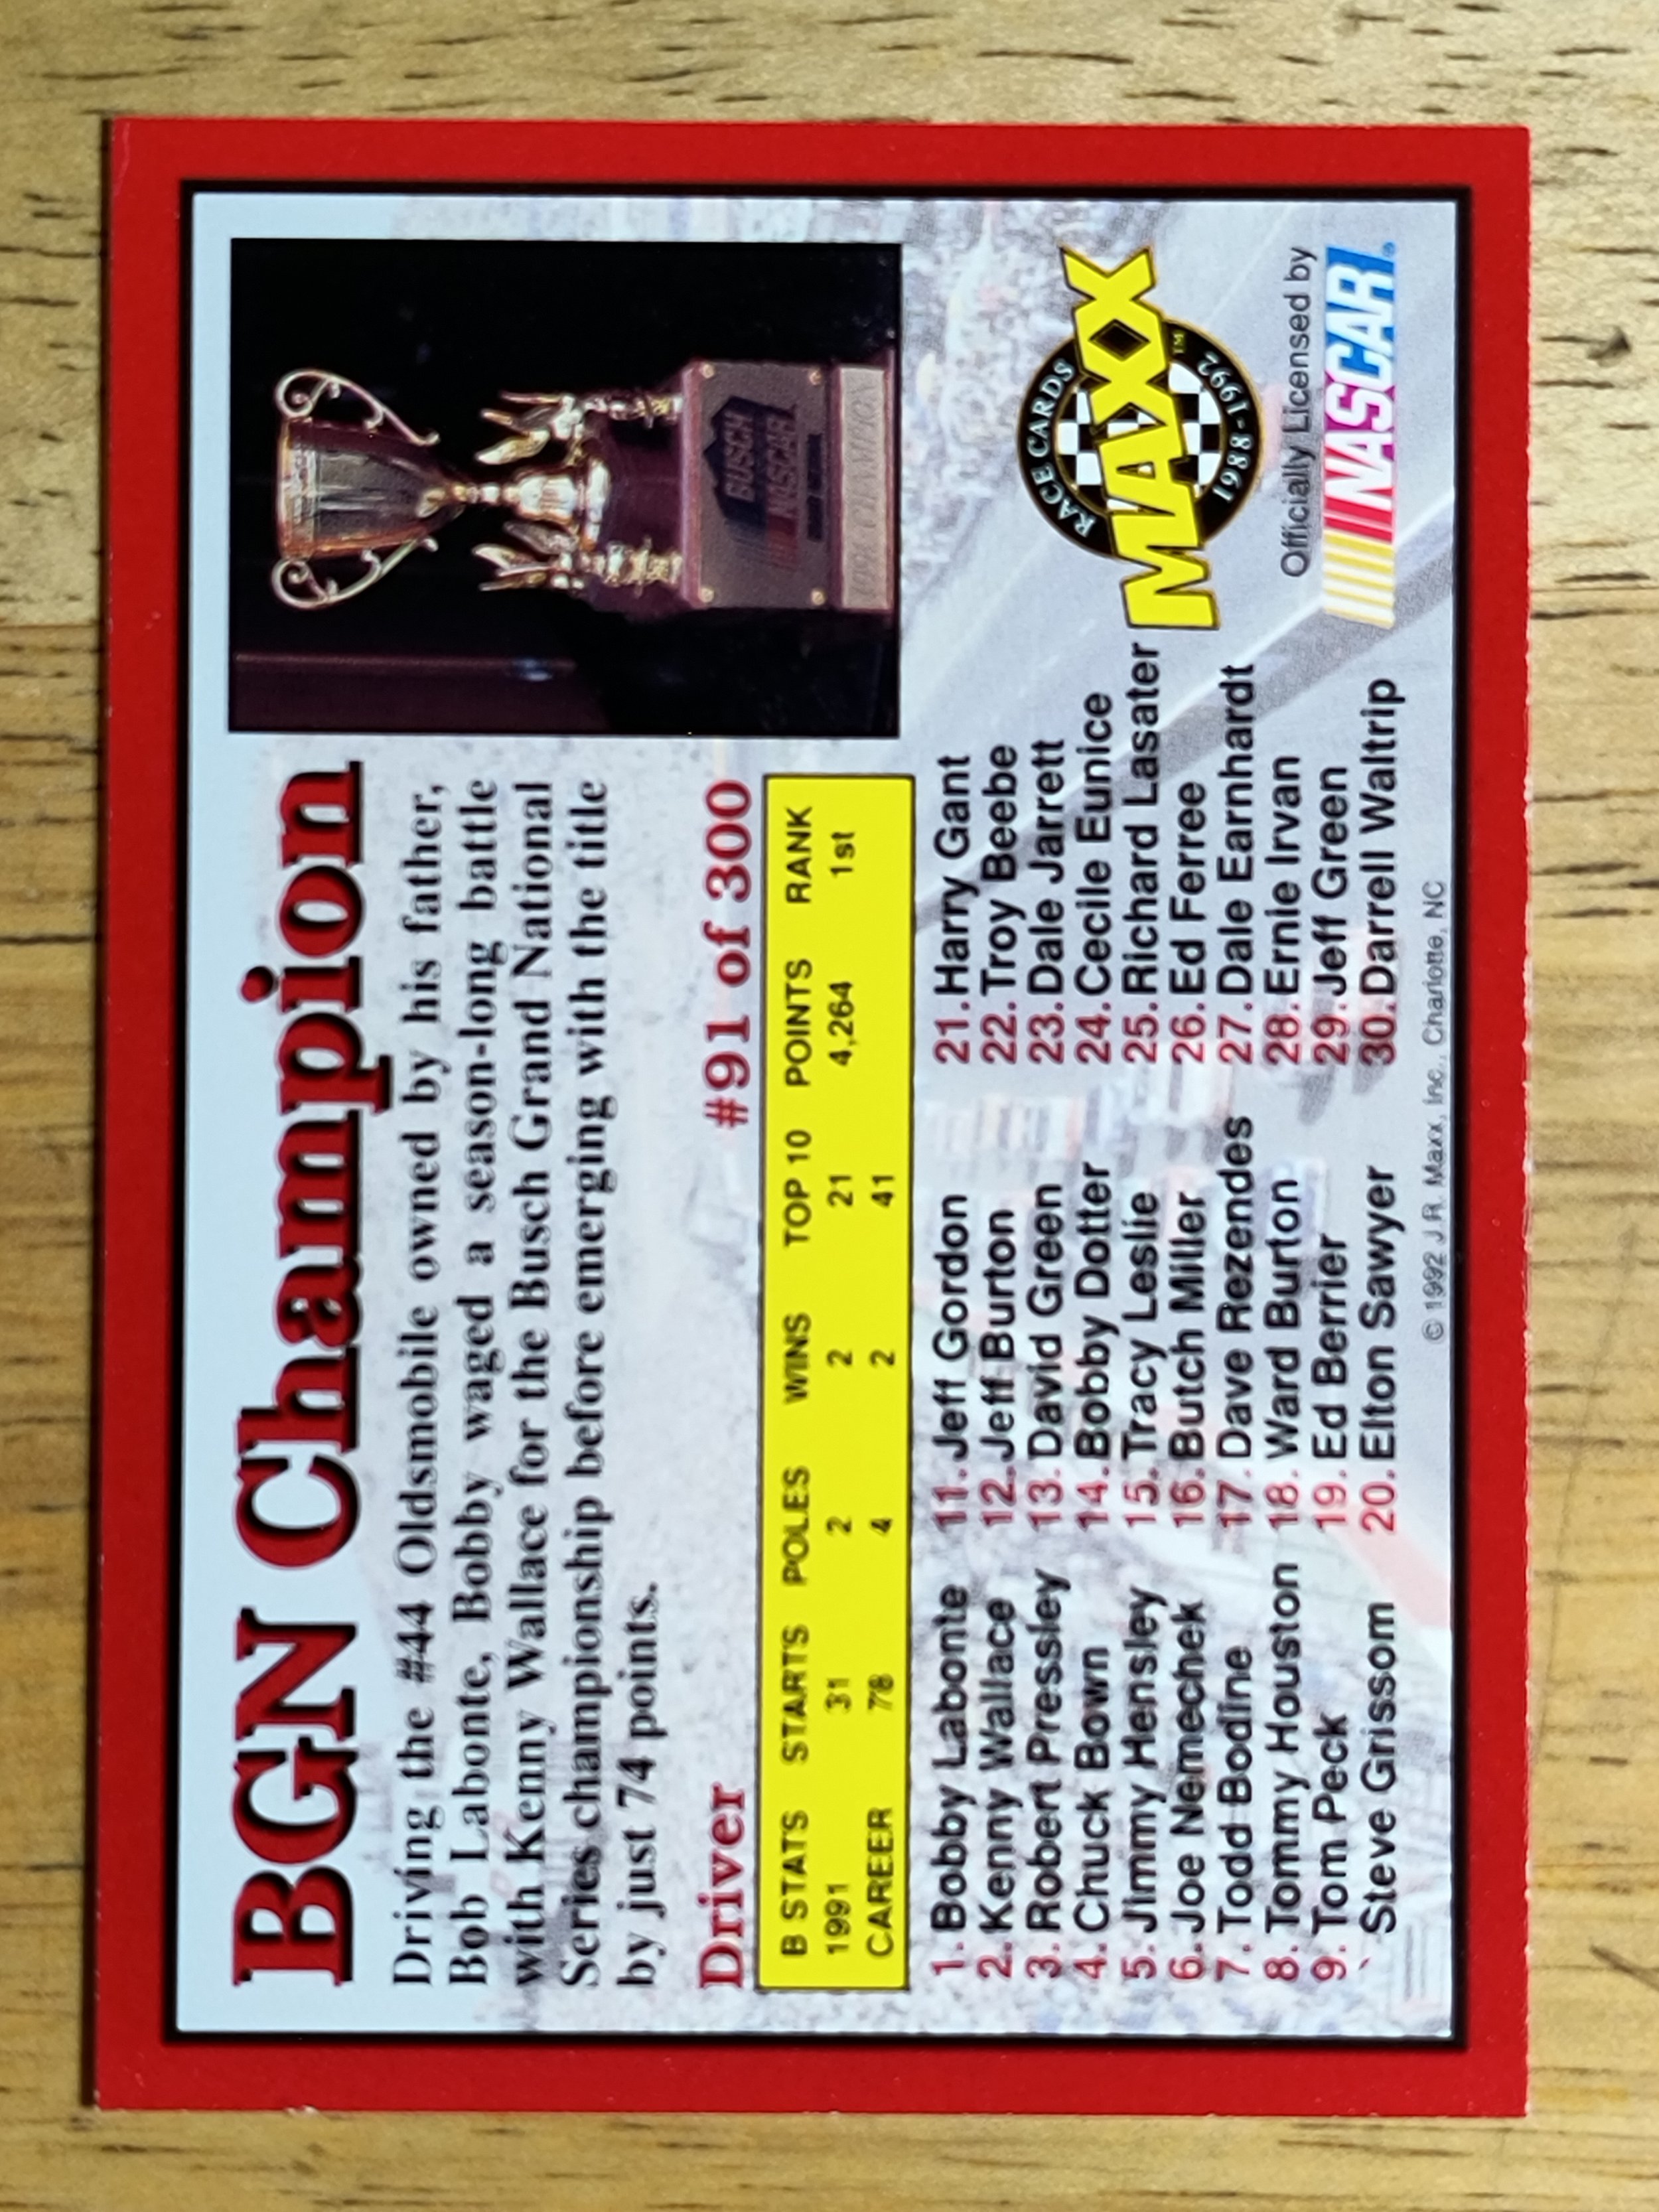 BGN Champion
Driving the #44 Oldsmobile owned by his father,
Bob Labonte, Bobby waged a season-long battle
with Kenny Wallace for the Busch Grand National
Series championship before emerging with the title
by just 74 points.
BUSCH
NASCAR
1991 CHAMPION
Driver #91 of 300
B STATS STARTS POLES WINS TOP 10 POINTS RANK
1991 31 2 2 21 4,264 1st
CAREER 78 4 2 41
1. Bobby Labonte
2. Kenny Wallace
3. Robert Pressley
4. Chuck Bown
5. Jimmy Hensley
6. Joe Nemechek
7. Todd Bodine
8. Tommy Houston
9. Tom Peck
Steve Grissom
11. Jeff Gordon
12. Jeff Burton
13. David Green
14. Bobby Dotter
15. Tracy Leslie
16. Butch Miller
17. Dave Rezendes
18. Ward Burton
19. Ed Berrier
20. Elton Sawyer
21. Harry Gant
22. Troy Beebe
23. Dale Jarrett
24. Cecile Eunice
25. Richard Lasater
26. Ed Ferree
27. Dale Earnhardt
28. Ernie Irvan
29. Jeff Green
30. Darrell Waltrip
RACE CARDS
MAXX™
1988-1992
Officially Licensed by
NASCAR®
© 1992 J.R. Maxx, Inc., Charlotte, NC